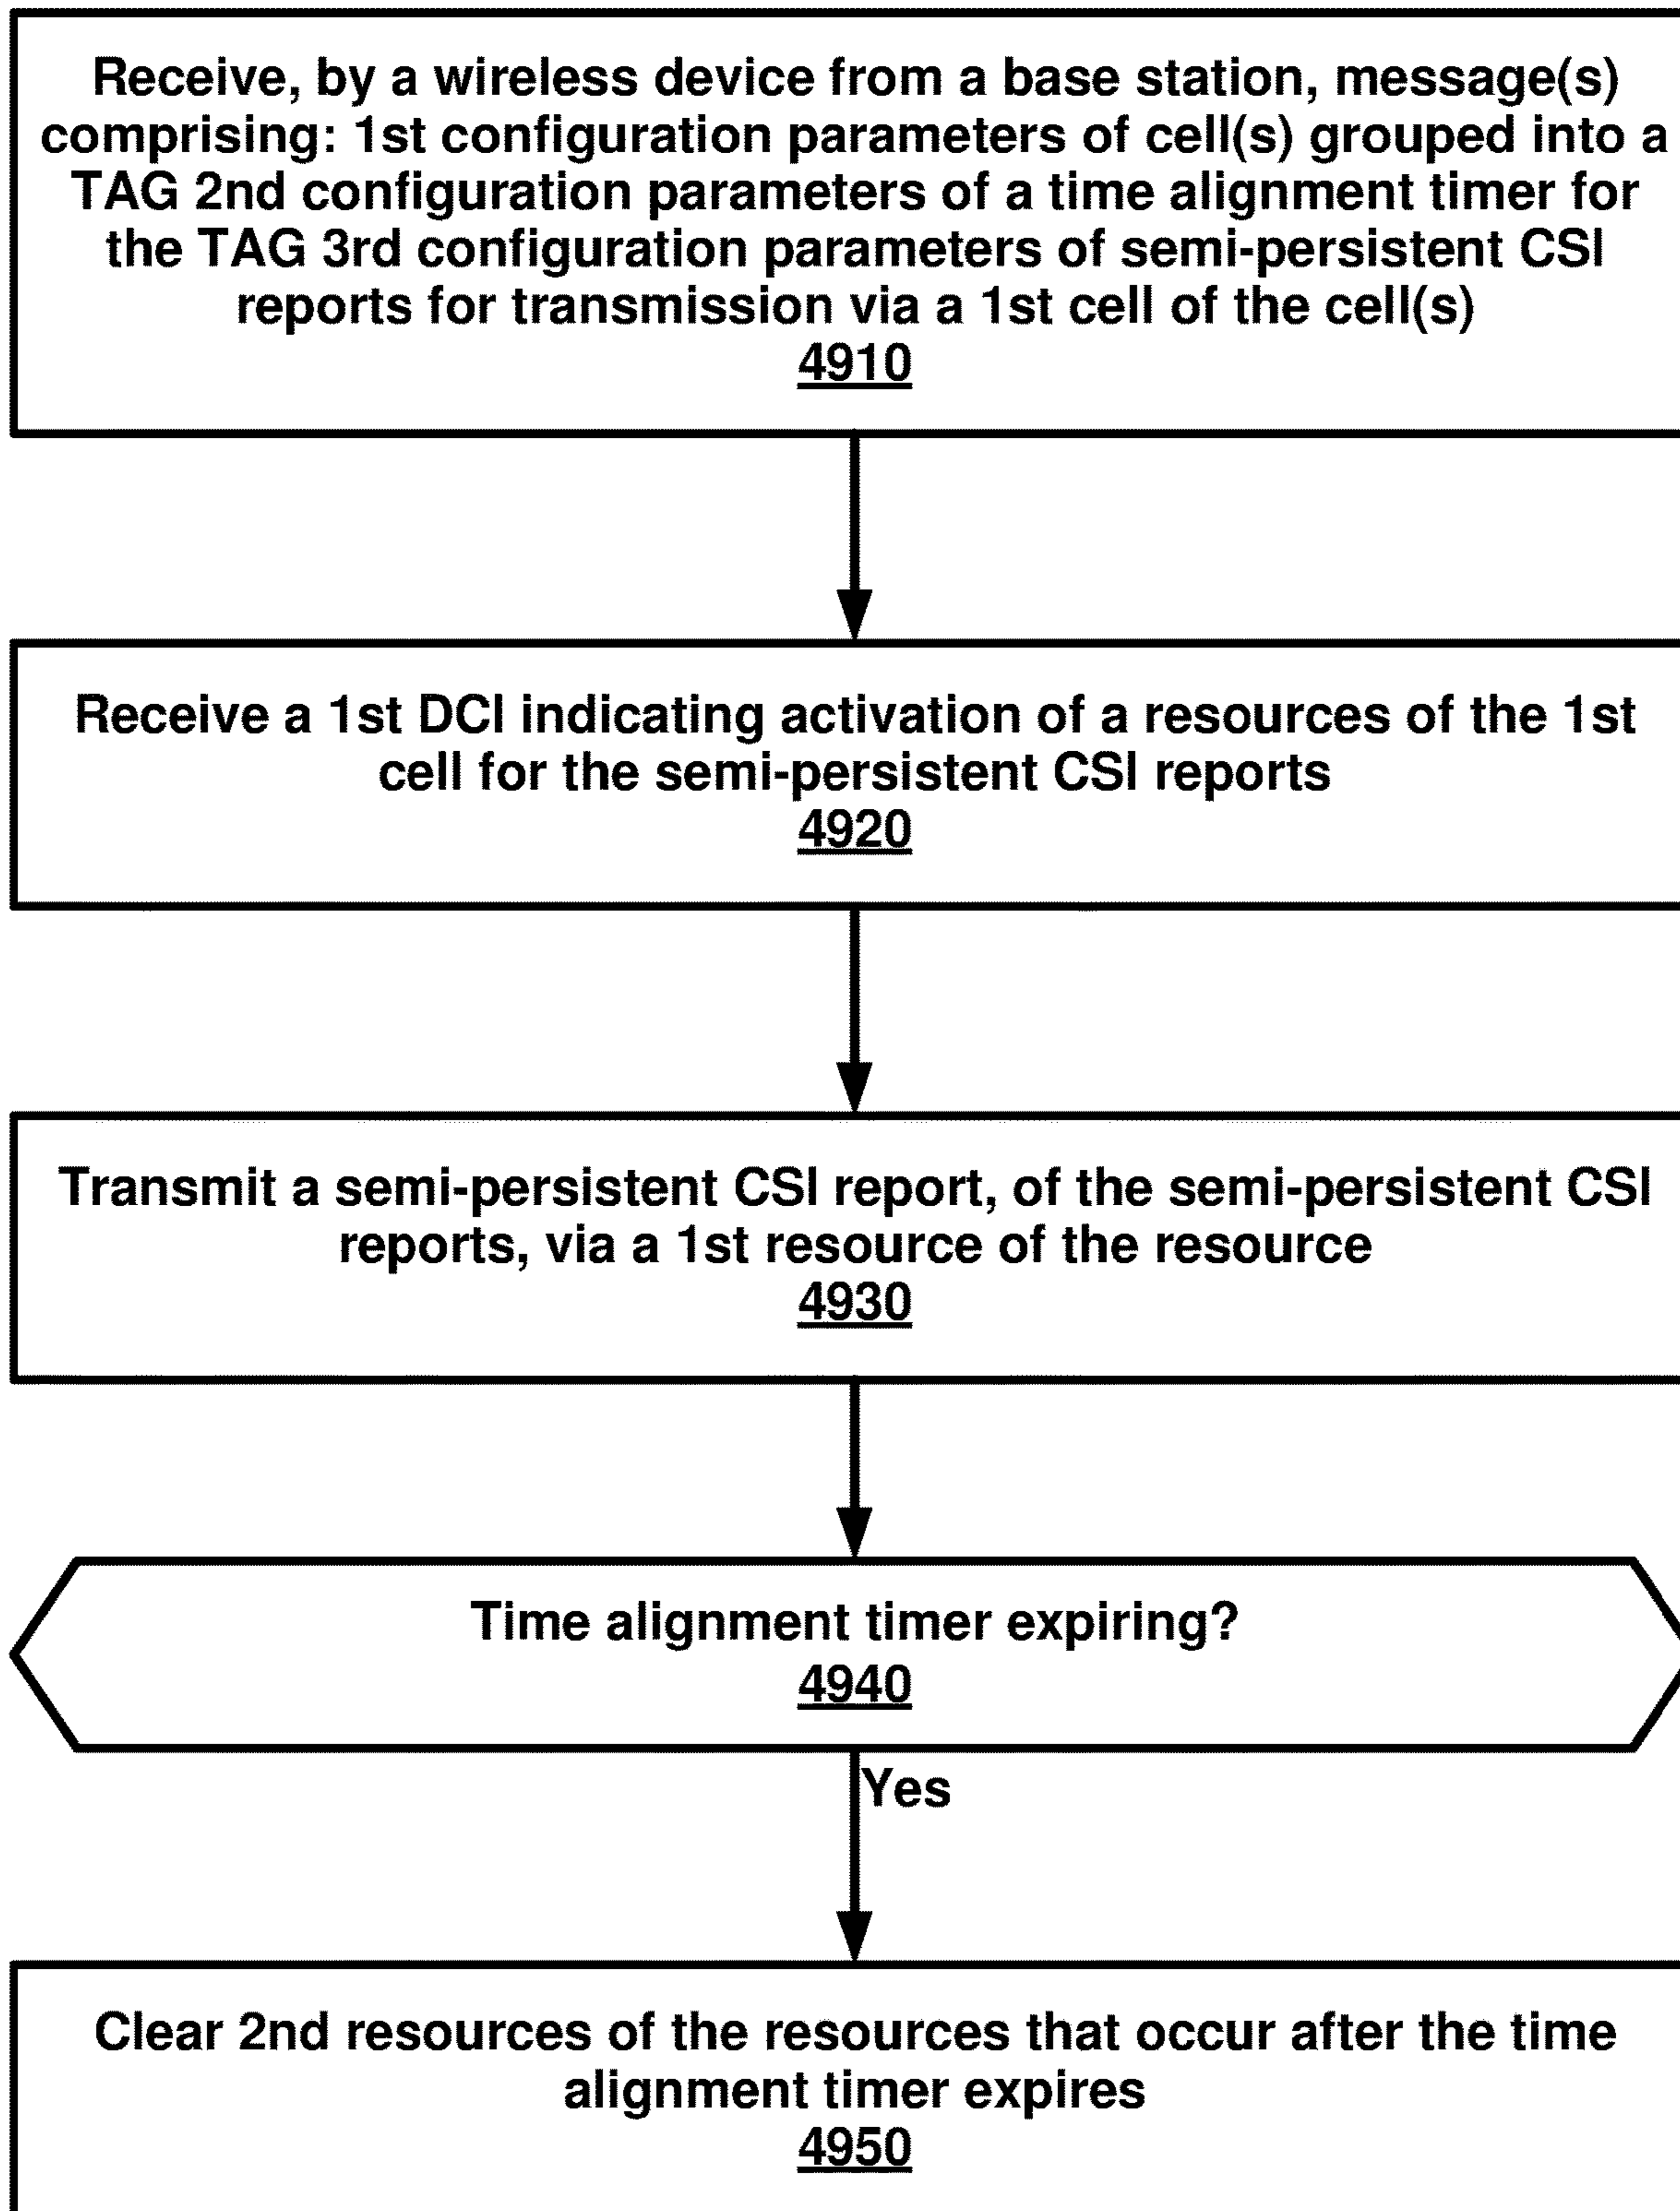 Receive, by a wireless device from a base station, message(s)
comprising: 1st configuration parameters of cell(s) grouped into a
TAG 2nd configuration parameters of a time alignment timer for
the TAG 3rd configuration parameters of semi-persistent CSI
reports for transmission via a 1st cell of the cell(s)
4910
Receive a 1st DCI indicating activation of a resources of the 1st
cell for the semi-persistent CSI reports
4920
Transmit a semi-persistent CSI report, of the semi-persistent CSI
reports, via a 1st resource of the resource
4930
Time alignment timer expiring?
4940
Yes
Clear 2nd resources of the resources that occur after the time
alignment timer expires
4950